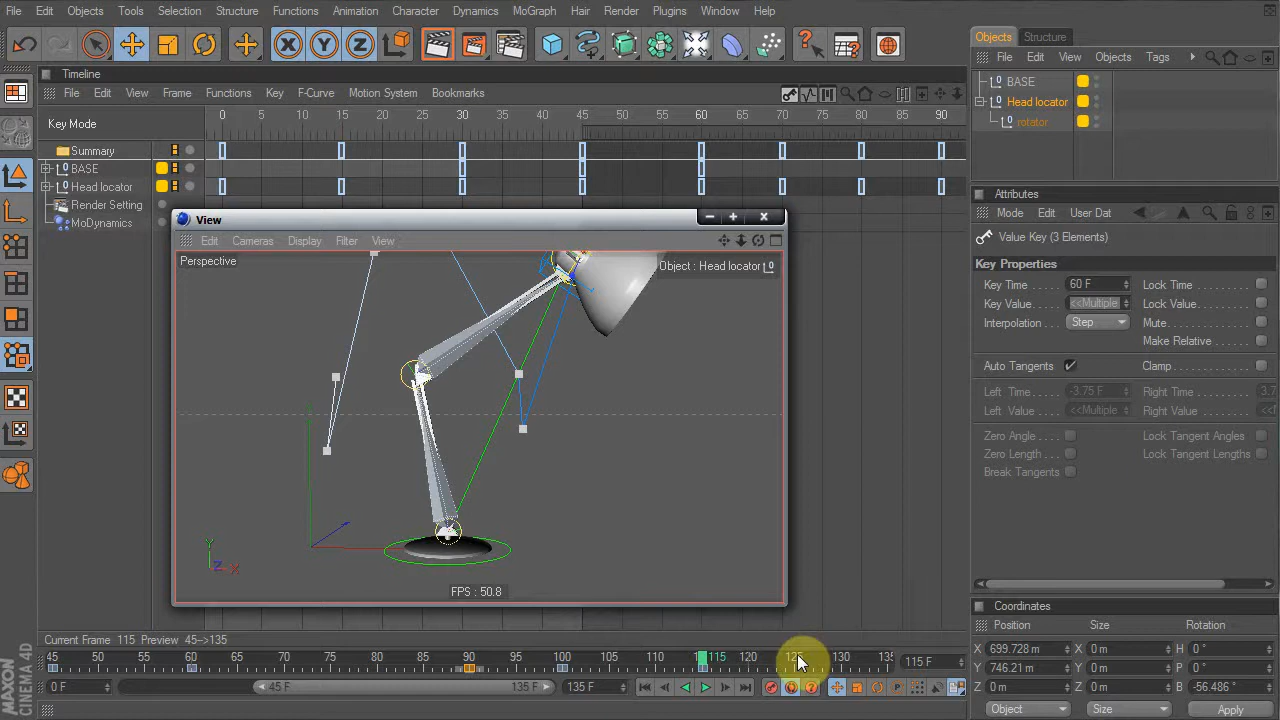 File Edit Objects Tools Selection Structure Functions Animation Character Dynamics MoGraph Hair Render Plugins Window Help
Timeline
File Edit View Frame Functions Key F-Curve Motion System Bookmarks
Key Mode
0 5 10 15 20 25 30 35 40 45 50 55 60 65 70 75 80 85 90
Summary
BASE
Head locator
Render Setting
MoDynamics
View
Edit Cameras Display Filter View
Perspective
Object : Head locator
Y
Z X
FPS : 50.8
Current Frame 115 Preview 45-->135
45 50 55 60 65 70 75 80 85 90 95 100 105 110 115 120 125 130 135
115 F
0 F
45 F
135 F
135 F
MAXON
CINEMA 4D
Objects Structure
File Edit View Objects Tags
BASE
Head locator
rotator
Attributes
Mode Edit User Dat
Value Key (3 Elements)
Key Properties
Key Time 60 F
Lock Time
Key Value <<Multiple
Lock Value
Interpolation Step
Mute
Make Relative
Auto Tangents
Clamp
Left Time -3.75 F
Right Time 3.7
Left Value <<Multiple
Right Value <<
Zero Angle
Lock Tangent Angles
Zero Length
Lock Tangent Lengths
Break Tangents
Coordinates
Position Size Rotation
X 699.728 m X 0 m H 0 °
Y 746.21 m Y 0 m P 0 °
Z 0 m Z 0 m B -56.486 °
Object Size Apply